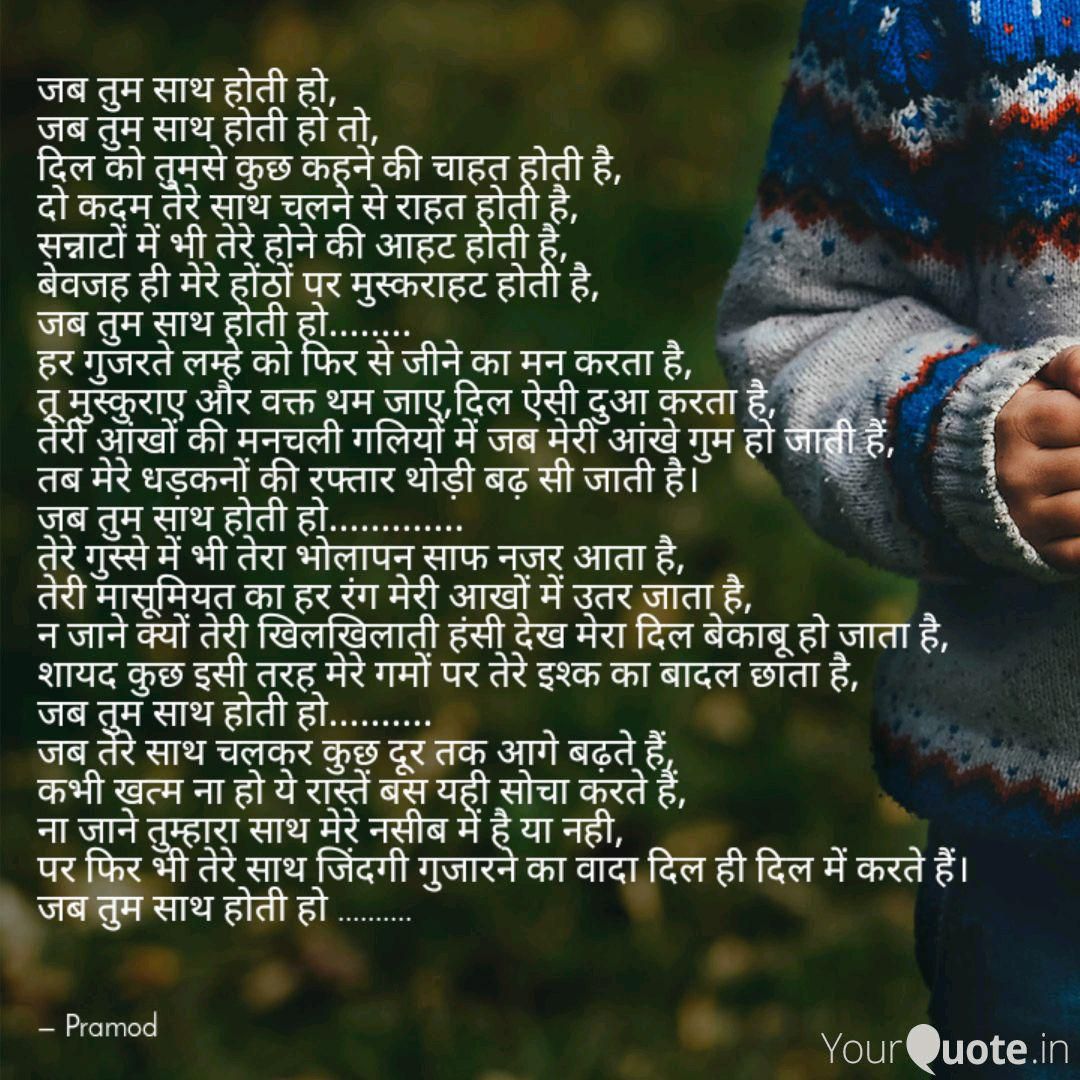 जब तुम साथ होती हो,
जब तुम साथ होती हो तो,
दिल को तुमसे कुछ कहने की चाहत होती है,
दो कदम तेरे साथ चलने से राहत होती है,
सन्नाटों में भी तेरे होने की आहट होती है,
बेवजह ही मेरे होंठों पर मुस्कराहट होती है,
जब तुम साथ होती हो........
हर गुजरते लम्हे को फिर से जीने का मन करता है,
तू मुस्कुराए और वक्त थम जाए,दिल ऐसी दुआ करता है,
तेरी आंखों की मनचली गलियों में जब मेरी आंखे गुम हो जाती हैं,
तब मेरे धड़कनों की रफ्तार थोड़ी बढ़ सी जाती है।
जब तुम साथ होती हो.............
तेरे गुस्से में भी तेरा भोलापन साफ नजर आता है,
तेरी मासूमियत का हर रंग मेरी आखों में उतर जाता है,
न जाने क्यों तेरी खिलखिलाती हंसी देख मेरा दिल बेकाबू हो जाता है,
शायद कुछ इसी तरह मेरे गमों पर तेरे इश्क का बादल छाता है,
जब तुम साथ होती हो..........
जब तेरे साथ चलकर कुछ दूर तक आगे बढ़ते हैं,
कभी खत्म ना हो ये रास्तें बस यही सोचा करते हैं,
ना जाने तुम्हारा साथ मेरे नसीब में है या नही,
पर फिर भी तेरे साथ जिंदगी गुजारने का वादा दिल ही दिल में करते हैं।
जब तुम साथ होती हो ..........
– Pramod
YourQuote.in